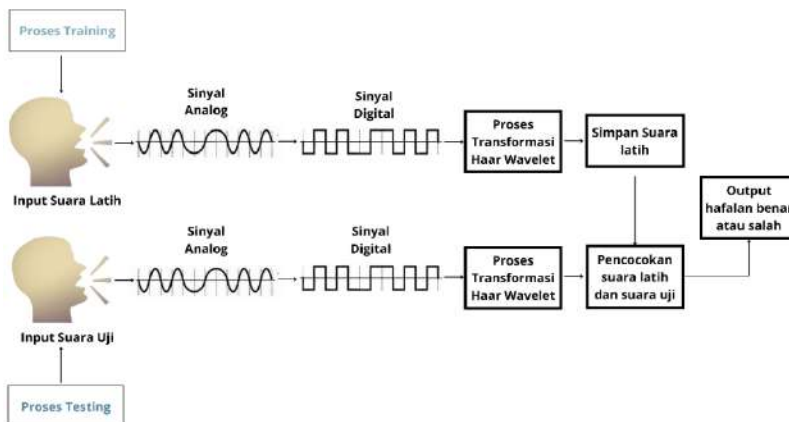 Proses Training
Sinyal
Analog
Sinyal
Digital
Proses
Transformasi
Haar Wavelet
Simpan Suara
latih
Input Suara Latih
Output
hafalan benar
atau salah
Sinyal
Analog
Sinyal
Digital
Proses
Transformasi
Haar Wavelet
Pencocokan
suara latih
dan suara uji
Input Suara Uji
Proses Testing